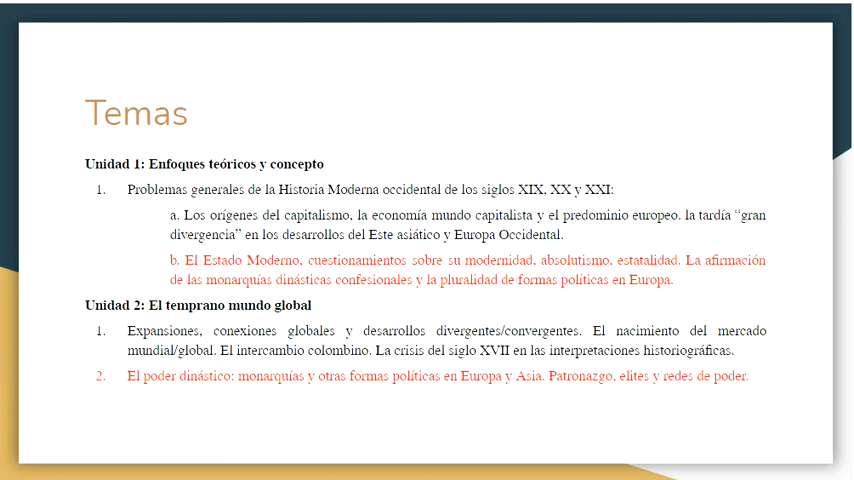 Temas
Unidad 1: Enfoques teóricos y concepto
1. Problemas generales de la Historia Moderna occidental de los siglos XIX, XX y XXI:
a. Los orígenes del capitalismo, la economía mundo capitalista y el predominio europeo. la tardía “gran
divergencia” en los desarrollos del Este asiático y Europa Occidental.
b. El Estado Moderno, cuestionamientos sobre su modernidad, absolutismo, estatalidad. La afirmación
de las monarquías dinásticas confesionales y la pluralidad de formas políticas en Europa.
Unidad 2: El temprano mundo global
1. Expansiones, conexiones globales y desarrollos divergentes/convergentes. El nacimiento del mercado
mundial/global. El intercambio colombino. La crisis del siglo XVII en las interpretaciones historiográficas.
2. El poder dinástico: monarquías y otras formas políticas en Europa y Asia. Patronazgo, elites y redes de poder.